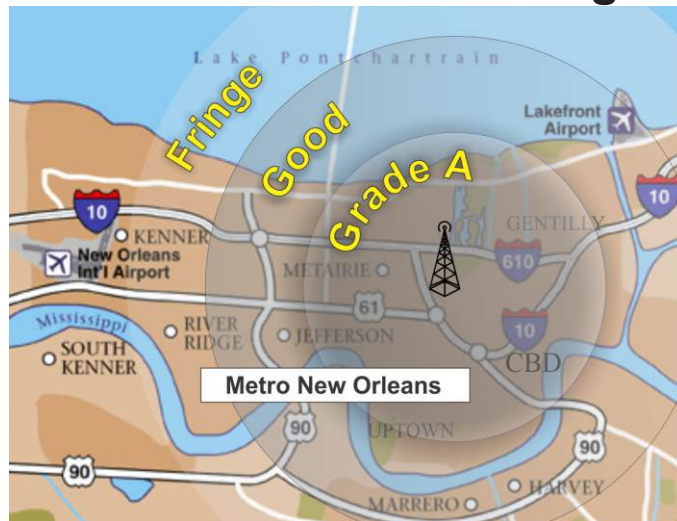 Lake Pontchartrain
Fringe
Good
Grade A
Lakefront
Airport
10
10
GENTILLY
KENNER
New Orleans
Int'l Airport
METAIRIE
610
61
Mississippi
RIVER
RIDGE
JEFFERSON
10
SOUTH
KENNER
CBD
Metro New Orleans
90
UPTOWN
90
90
HARVEY
MARRERO